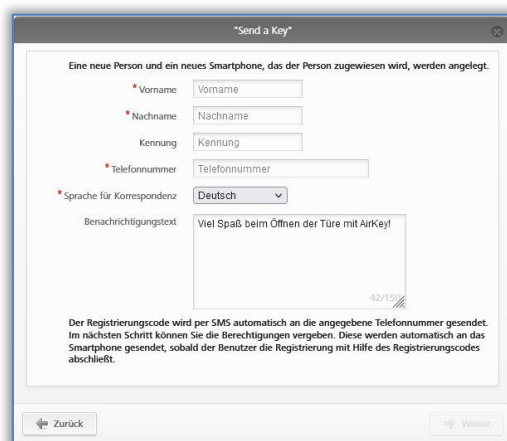 "Send a Key"
Eine neue Person und ein neues Smartphone, das der Person zugewiesen wird, werden angelegt.
* Vorname Vorname
* Nachname Nachname
Kennung Kennung
* Telefonnummer Telefonnummer
* Sprache für Korrespondenz Deutsch
Benachrichtigungstext Viel Spaß beim Öffnen der Türe mit AirKey!
42/150
Der Registrierungscode wird per SMS automatisch an die angegebene Telefonnummer gesendet.
Im nächsten Schritt können Sie die Berechtigungen vergeben. Diese werden automatisch an das
Smartphone gesendet, sobald der Benutzer die Registrierung mit Hilfe des Registrierungscodes
abschließt.
Zurück Weiter